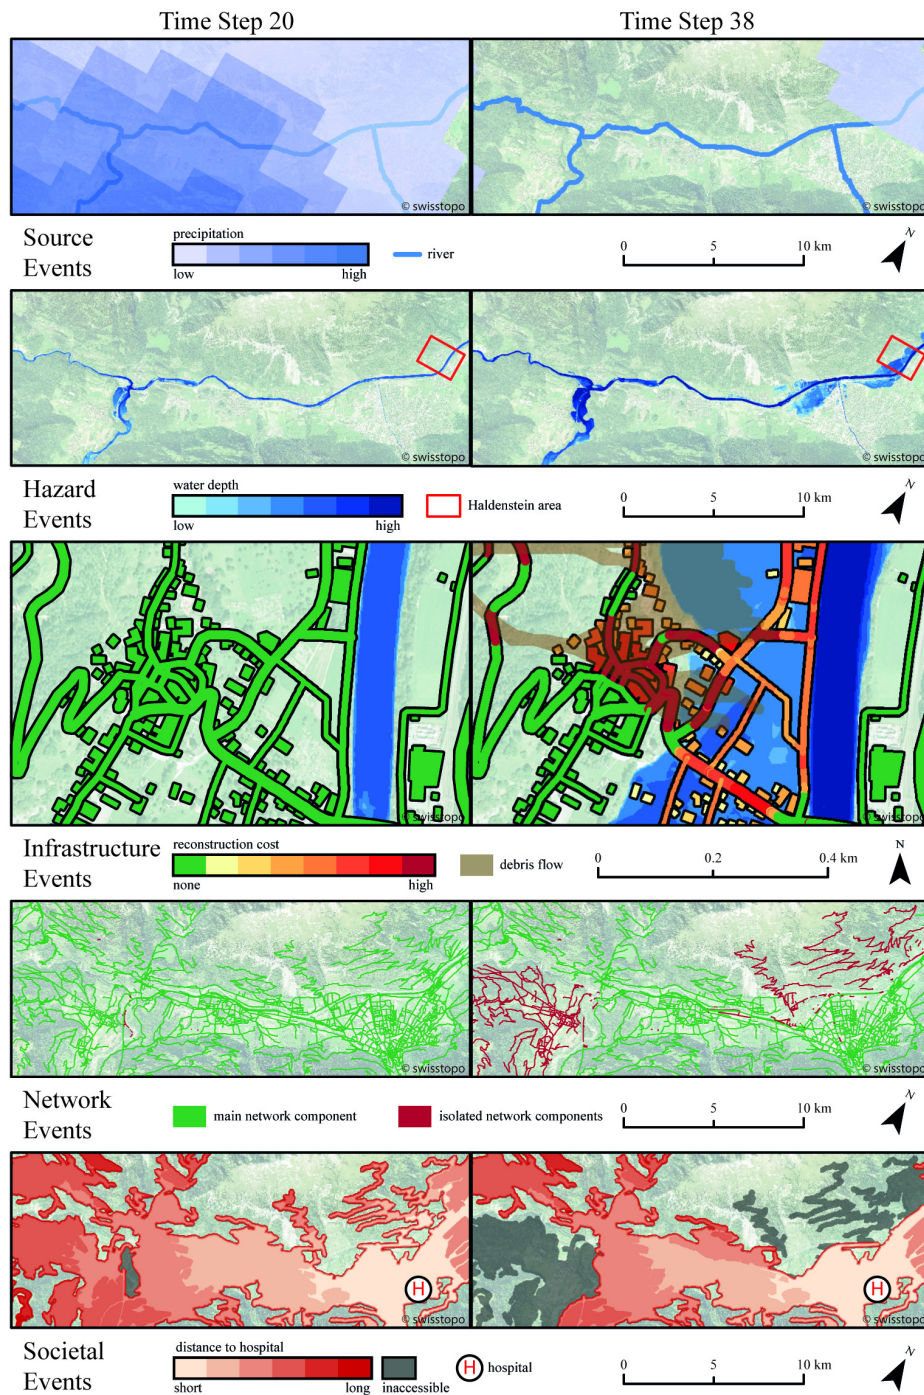 Time Step 20
Time Step 38
© swisstopo
© swisstopo
Source
Events
precipitation
low
high
river
0
5
10 km
N
© swisstopo
© swisstopo
Hazard
Events
water depth
low
high
Haldenstein area
0
5
10 km
N
© swisstopo
© swisstopo
Infrastructure
Events
reconstruction cost
none
high
debris flow
0
0.2
0.4 km
N
© swisstopo
© swisstopo
Network
Events
main network component
isolated network components
0
5
10 km
N
H
© swisstopo
H
© swisstopo
Societal
Events
distance to hospital
short
long
inaccessible
H
hospital
0
5
10 km
N